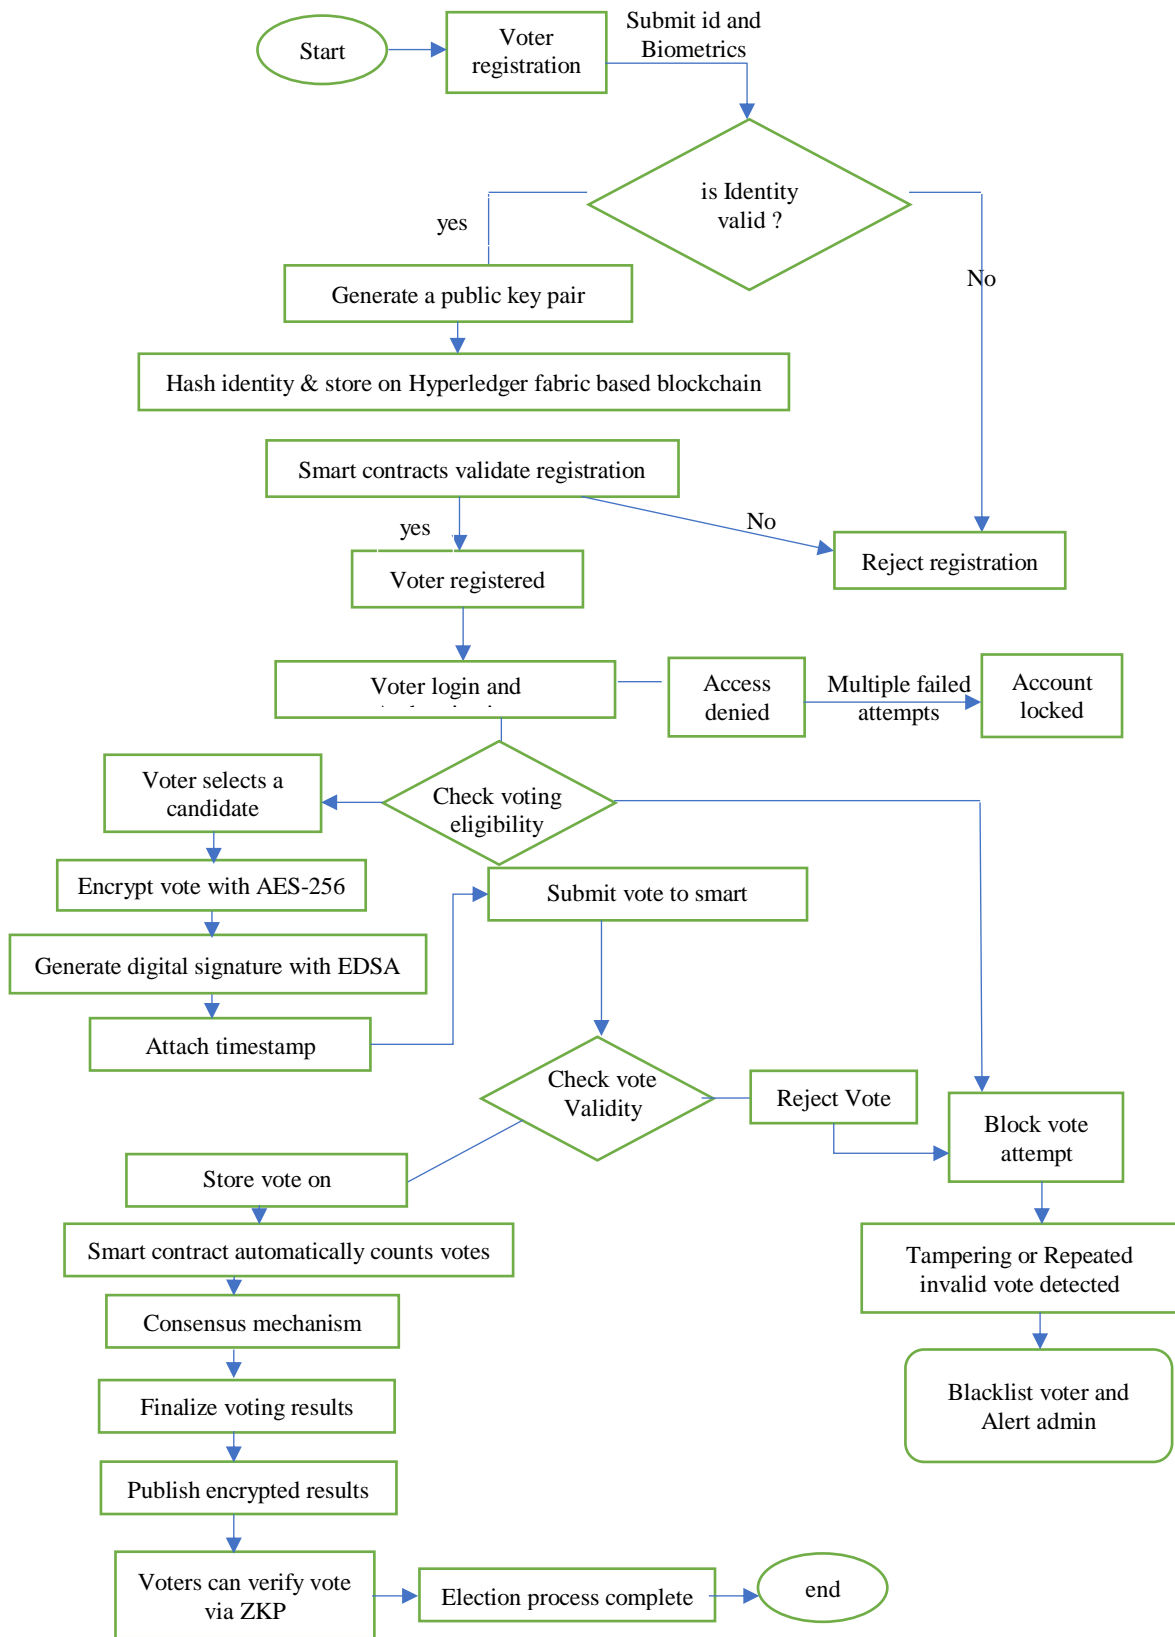 Start
Voter
registration
Submit id and
Biometrics
is Identity
valid ?
yes
No
Generate a public key pair
Hash identity & store on Hyperledger fabric based blockchain
Smart contracts validate registration
yes
No
Reject registration
Voter registered
Voter login and
Access
denied
Multiple failed
attempts
Account
locked
Voter selects a
candidate
Check voting
eligibility
Encrypt vote with AES-256
Submit vote to smart
Generate digital signature with EDSA
Attach timestamp
Check vote
Validity
Reject Vote
Block vote
attempt
Store vote on
Smart contract automatically counts votes
Tampering or Repeated
invalid vote detected
Consensus mechanism
Finalize voting results
Blacklist voter and
Alert admin
Publish encrypted results
Voters can verify vote
via ZKP
Election process complete
end